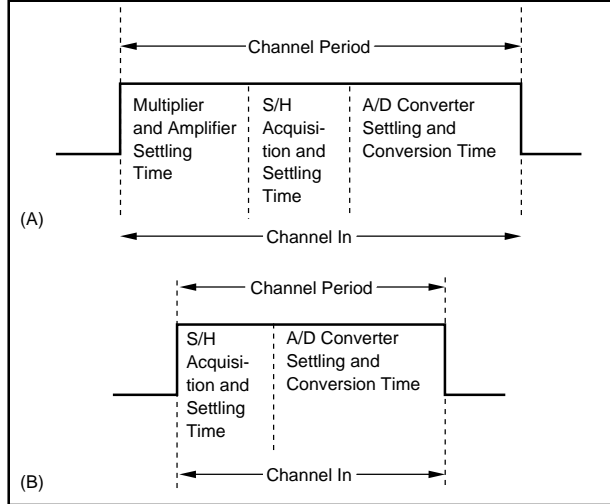 Channel Period
Multiplier
and Amplifier
Settling
Time
S/H
Acquisi-
tion and
Settling
Time
A/D Converter
Settling and
Conversion Time
(A)
Channel In
Channel Period
S/H
Acquisi-
tion and
Settling
Time
A/D Converter
Settling and
Conversion Time
(B)
Channel In